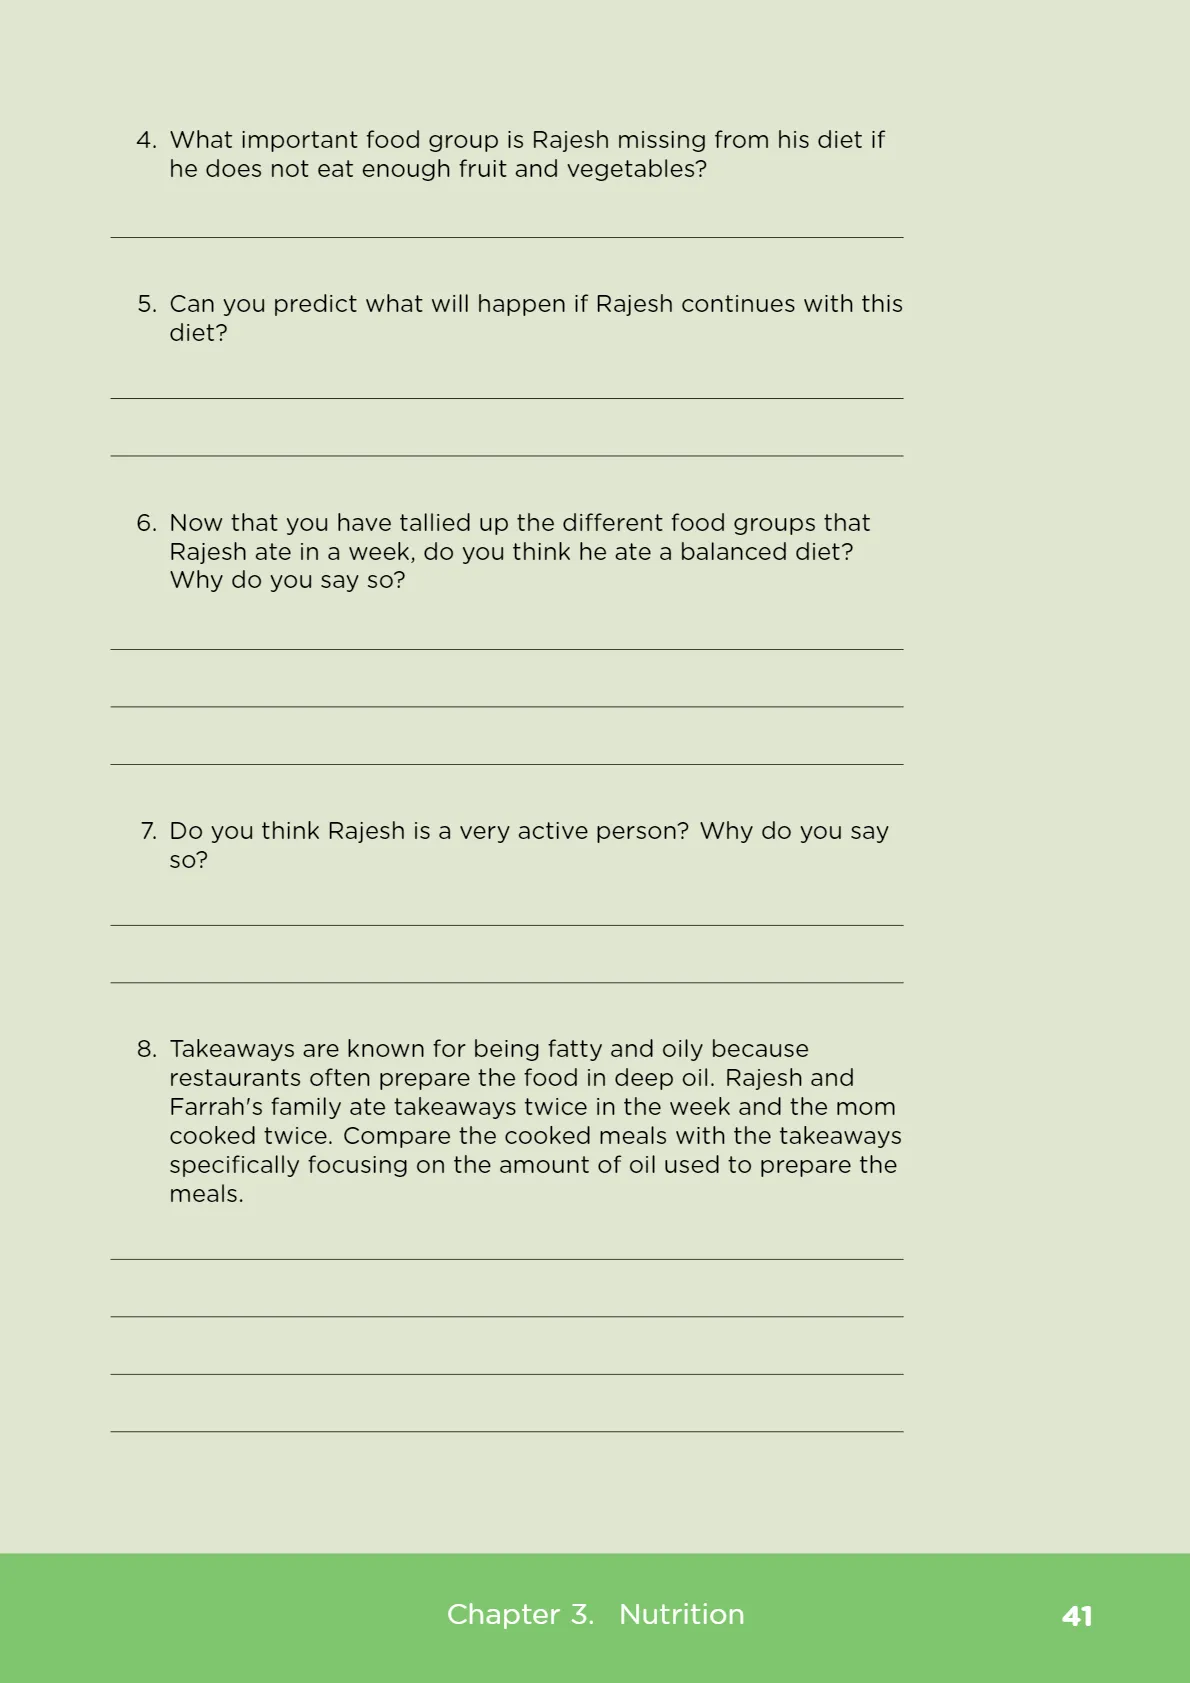 4. What important food group is Rajesh missing from his diet if
he does not eat enough fruit and vegetables?
5. Can you predict what will happen if Rajesh continues with this
diet?
6. Now that you have tallied up the different food groups that
Rajesh ate in a week, do you think he ate a balanced diet?
Why do you say so?
7. Do you think Rajesh is a very active person? Why do you say
so?
8. Takeaways are known for being fatty and oily because
restaurants often prepare the food in deep oil. Rajesh and
Farrah's family ate takeaways twice in the week and the mom
cooked twice. Compare the cooked meals with the takeaways
specifically focusing on the amount of oil used to prepare the
meals.
Chapter 3. Nutrition 41